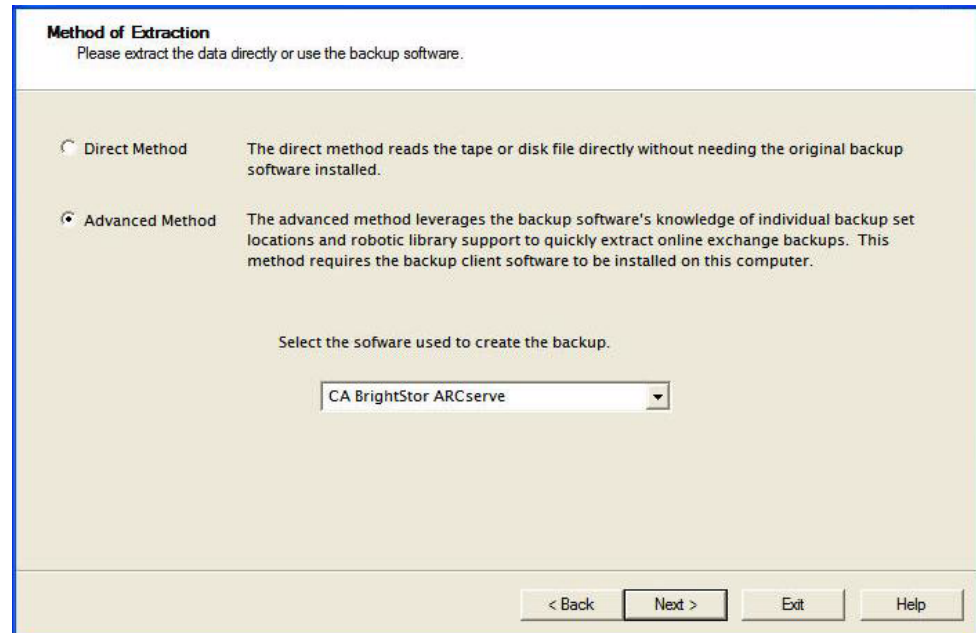 Method of Extraction
Please extract the data directly or use the backup software.
Direct Method
The direct method reads the tape or disk file directly without needing the original backup
software installed.
Advanced Method
The advanced method leverages the backup software's knowledge of individual backup set
locations and robotic library support to quickly extract online exchange backups. This
method requires the backup client software to be installed on this computer.
Select the sofware used to create the backup.
CA BrightStor ARCserve
< Back
Next >
Exit
Help